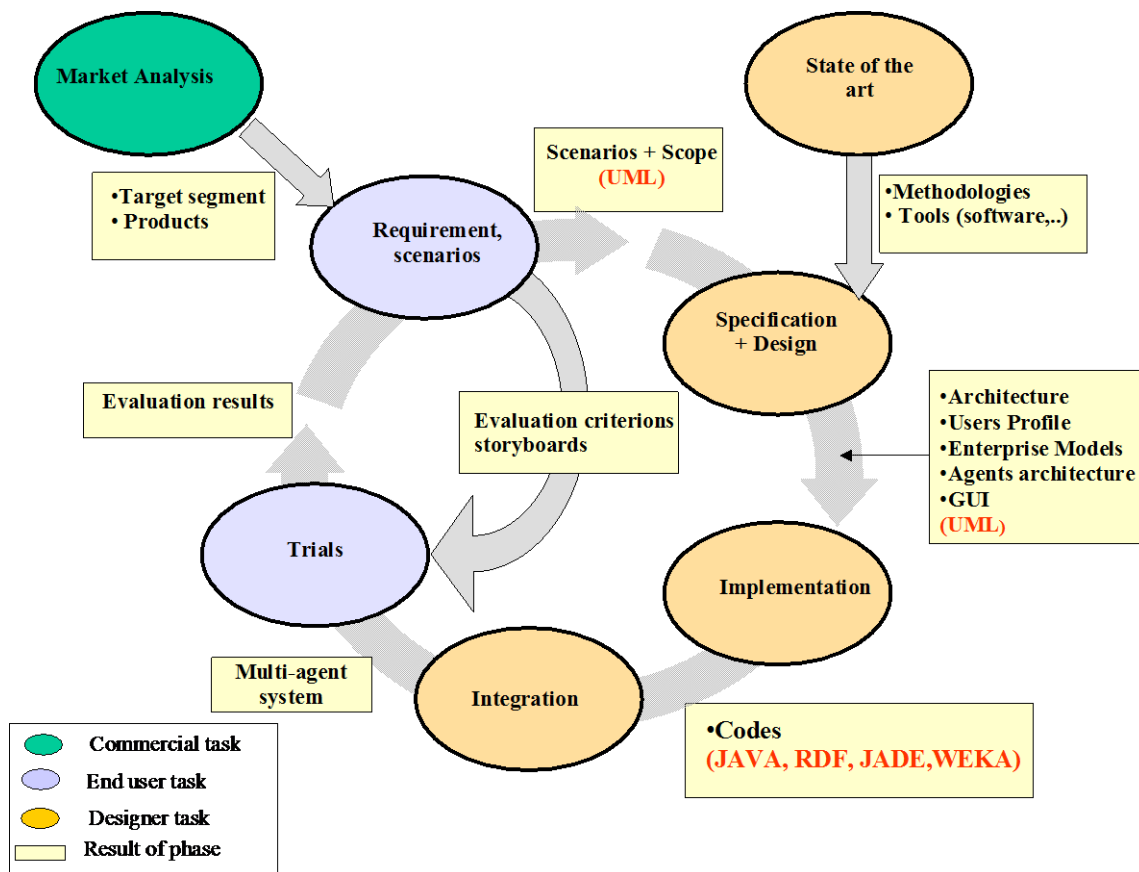 Market Analysis
State of the
art
Scenarios + Scope
(UML)
•Target segment
• Products
•Methodologies
• Tools (software,..)
Requirement,
scenarios
Specification
+ Design
Evaluation results
Evaluation criterions
storyboards
•Architecture
•Users Profile
•Enterprise Models
•Agents architecture
•GUI
(UML)
Trials
Implementation
Multi-agent
system
Integration
•Codes
(JAVA, RDF, JADE,WEKA)
Commercial task
End user task
Designer task
Result of phase